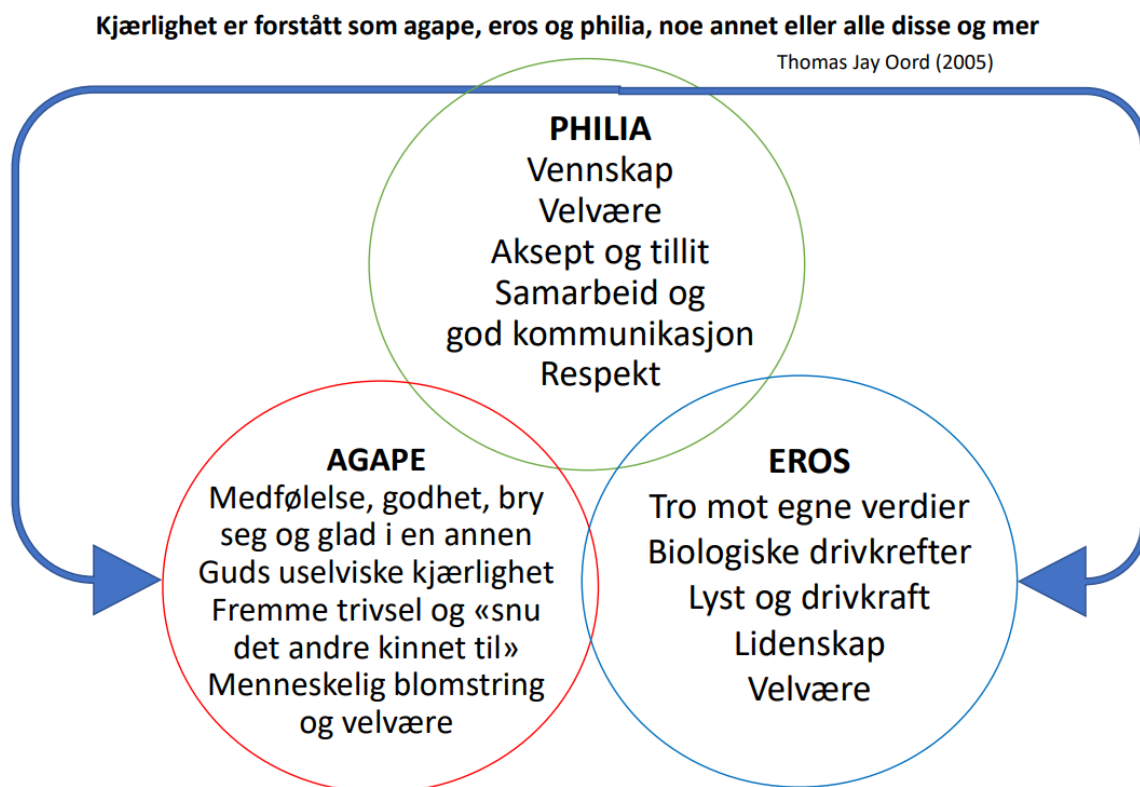 Kjærlighet er forstått som agape, eros og philia, noe annet eller alle disse og mer
Thomas Jay Oord (2005)
PHILIA
Vennskap
Velvære
Aksept og tillit
Samarbeid og
god kommunikasjon
Respekt
AGAPE
Medfølelse, godhet, bry
seg og glad i en annen
Guds uselviske kjærlighet
Fremme trivsel og «snu
det andre kinnet til»
Menneskelig blomstring
og velvære
EROS
Tro mot egne verdier
Biologiske drivkrefter
Lyst og drivkraft
Lidenskap
Velvære